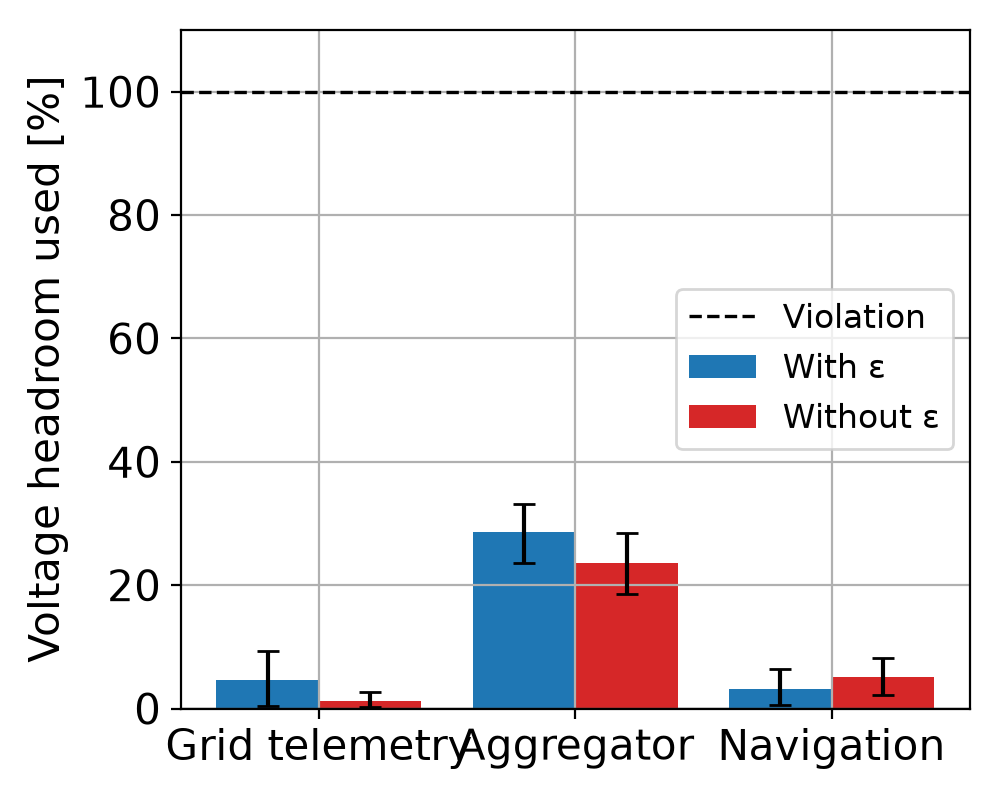 Voltage headroom used [%]
100
80
60
40
20
0
Violation
With ε
Without ε
Grid telemetry
Aggregator
Navigation